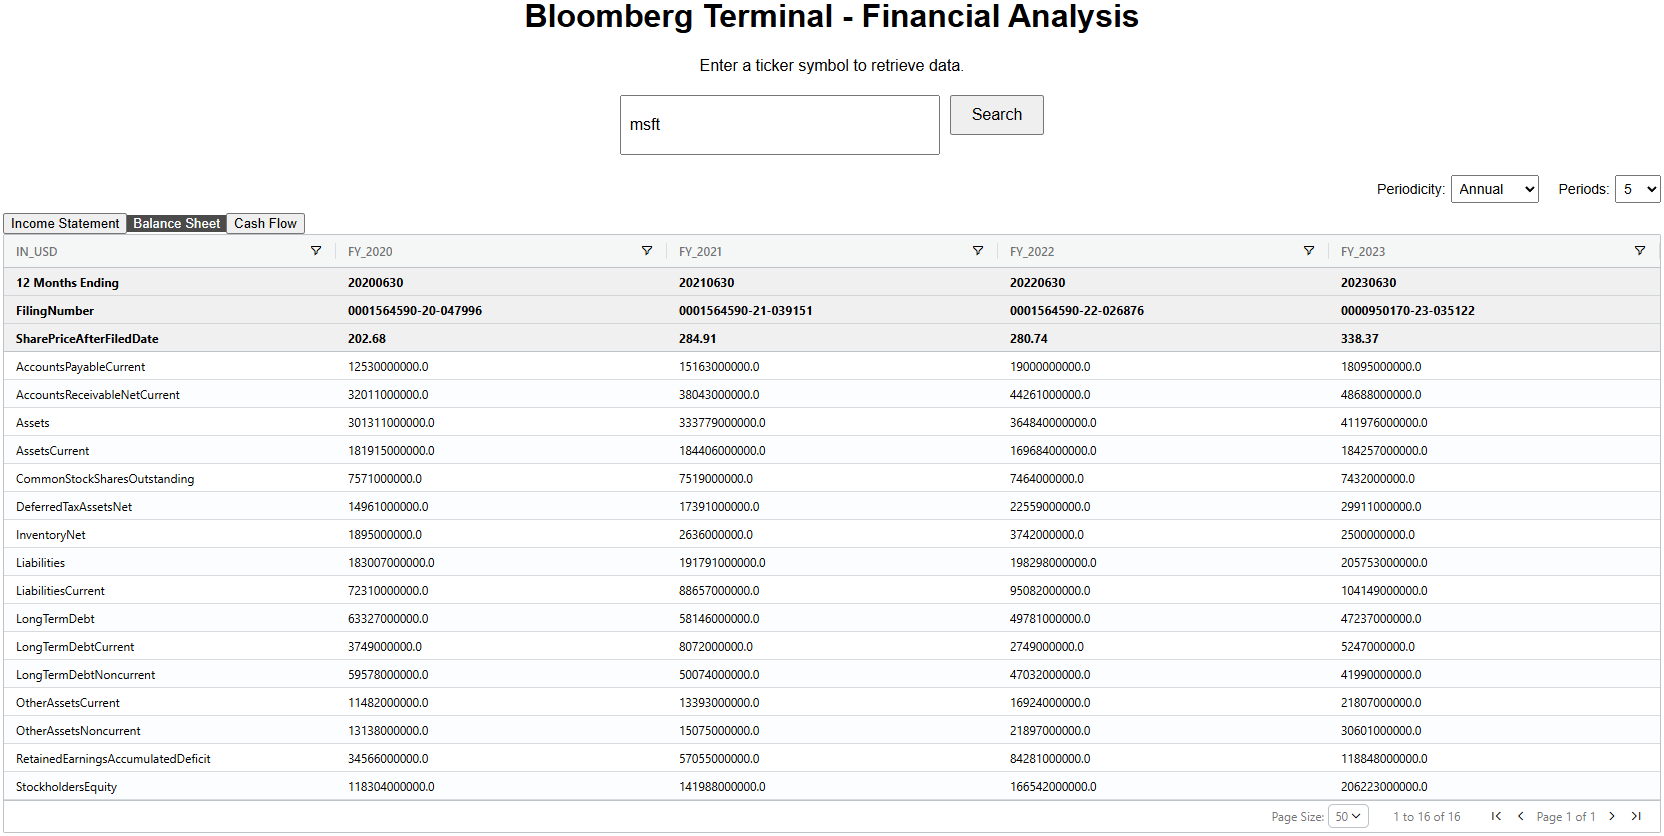 Bloomberg Terminal - Financial Analysis
Enter a ticker symbol to retrieve data.
msft Search
Periodicity: Annual Periods: 5
Income Statement Balance Sheet Cash Flow
IN_USD FY_2020 FY_2021 FY_2022 FY_2023
12 Months Ending 20200630 20210630 20220630 20230630
FilingNumber 0001564590-20-047996 0001564590-21-039151 0001564590-22-026876 0000950170-23-035122
SharePriceAfterFiledDate 202.68 284.91 280.74 338.37
AccountsPayableCurrent 12530000000.0 15163000000.0 19000000000.0 18095000000.0
AccountsReceivableNetCurrent 32011000000.0 38043000000.0 44261000000.0 48688000000.0
Assets 301311000000.0 333779000000.0 364840000000.0 411976000000.0
AssetsCurrent 181915000000.0 184406000000.0 169684000000.0 184257000000.0
CommonStockSharesOutstanding 7571000000.0 7519000000.0 7464000000.0 7432000000.0
DeferredTaxAssetsNet 14961000000.0 17391000000.0 22559000000.0 29911000000.0
InventoryNet 1895000000.0 2636000000.0 3742000000.0 2500000000.0
Liabilities 183007000000.0 191791000000.0 198298000000.0 205753000000.0
LiabilitiesCurrent 72310000000.0 88657000000.0 95082000000.0 104149000000.0
LongTermDebt 63327000000.0 58146000000.0 49781000000.0 47237000000.0
LongTermDebtCurrent 3749000000.0 8072000000.0 2749000000.0 5247000000.0
LongTermDebtNoncurrent 59578000000.0 50074000000.0 47032000000.0 41990000000.0
OtherAssetsCurrent 11482000000.0 13393000000.0 16924000000.0 21807000000.0
OtherAssetsNoncurrent 13138000000.0 15075000000.0 21897000000.0 30601000000.0
RetainedEarningsAccumulatedDeficit 34566000000.0 57055000000.0 84281000000.0 118848000000.0
StockholdersEquity 118304000000.0 141988000000.0 166542000000.0 206223000000.0
Page Size: 50 1 to 16 of 16 Page 1 of 1